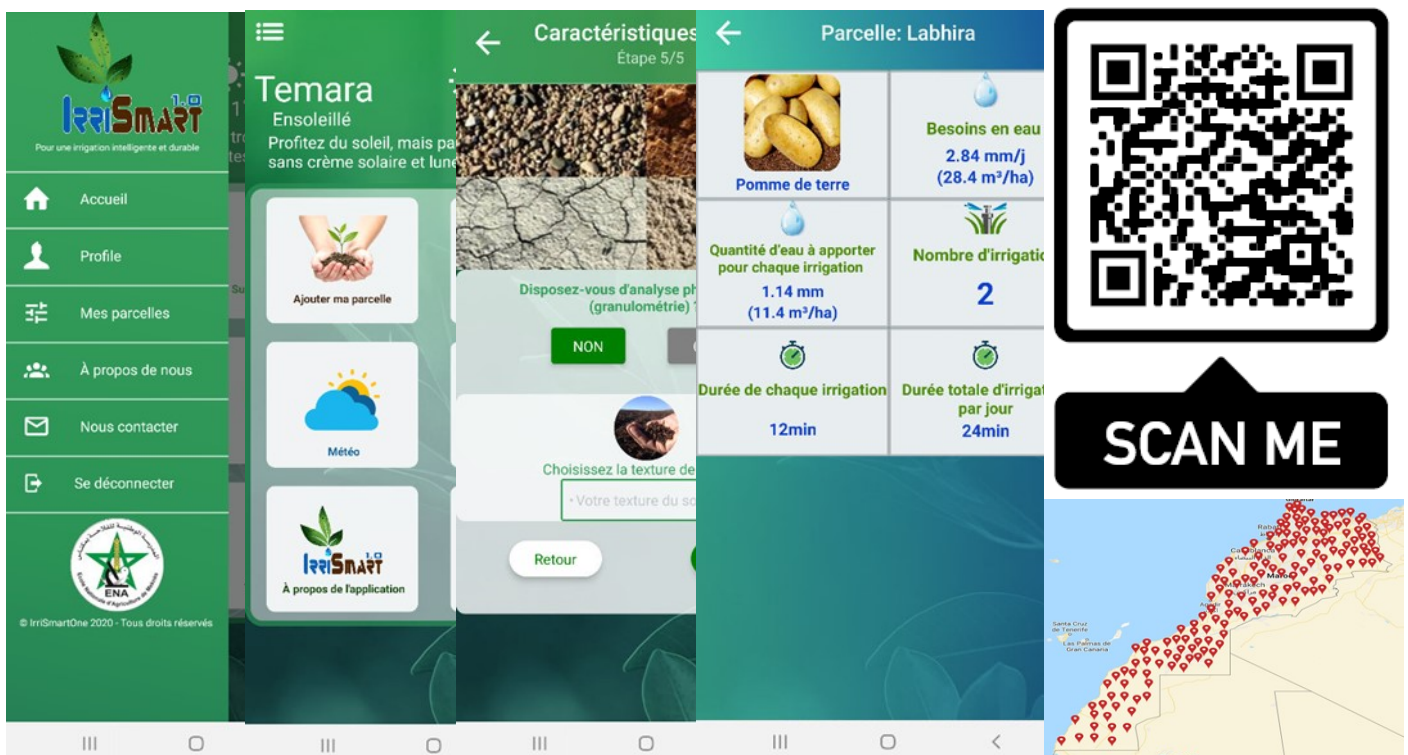 IRRISMART 1.0
Pour une irrigation intelligente et durable
Accueil
Profile
Mes parcelles
À propos de nous
Nous contacter
Se déconnecter
ENA
© IrriSmartOne 2020 - Tous droits réservés
Temara
Ensoleillé
Profitez du soleil, mais pa
sans crème solaire et lune
Ajouter ma parcelle
Météo
IRRISMART 1.0
À propos de l'application
Caractéristiques
Étape 5/5
Disposez-vous d'analyse ph
(granulométrie) ?
NON
Choisissez la texture de
Votre texture du so
Retour
Parcelle: Labhira
Pomme de terre
Besoins en eau
2.84 mm/j
(28.4 m³/ha)
Quantité d'eau à apporter
pour chaque irrigation
1.14 mm
(11.4 m³/ha)
Nombre d'irrigatio
2
Durée de chaque irrigation
12min
Durée totale d'irrigat
par jour
24min
SCAN ME
Santa Cruz
de Tenerife
Las Palmas de
Gran Canaria